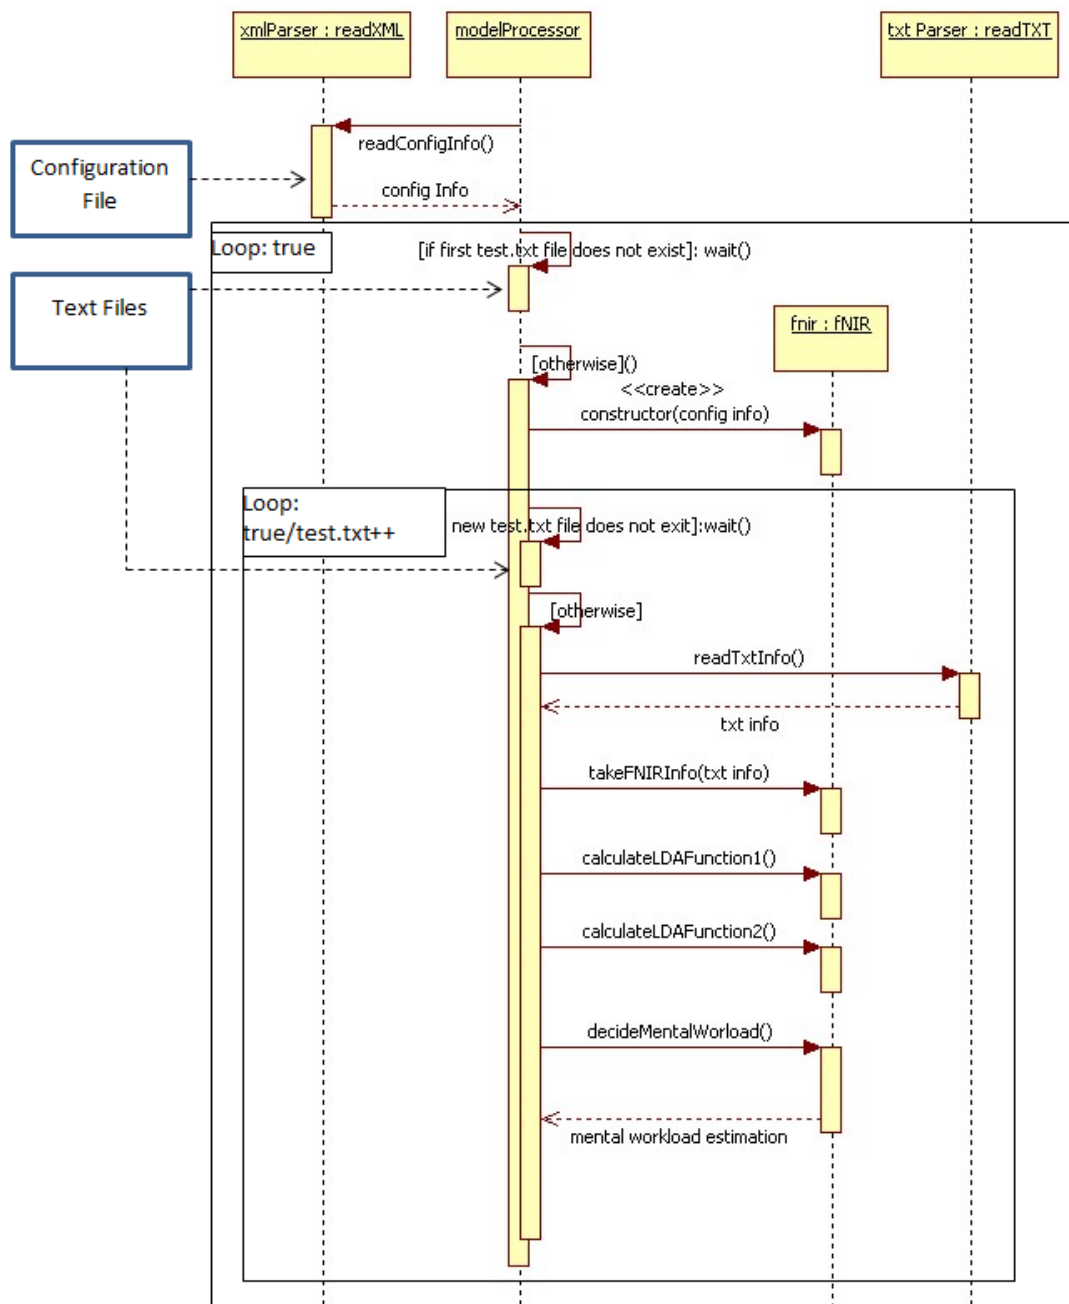 xmlParser : readXML
modelProcessor
txt Parser : readTXT
readConfigInfo()
Configuration
File
config Info
Loop: true
[if first test.txt file does not exist]: wait()
Text Files
fnir : fNIR
[otherwise]()
<<create>>
constructor(config info)
Loop:
true/test.txt++
new test.txt file does not exit]:wait()
[otherwise]
readTxtInfo()
txt info
takeFNIRInfo(txt info)
calculateLDAFunction1()
calculateLDAFunction2()
decideMentalWorload()
mental workload estimation